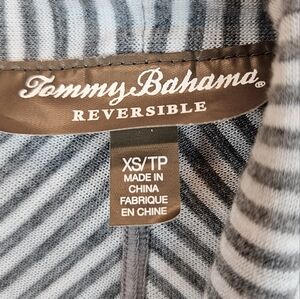 Tommy Bahama®
REVERSIBLE
XS/TP
MADE IN
CHINA
FABRIQUE
EN CHINE